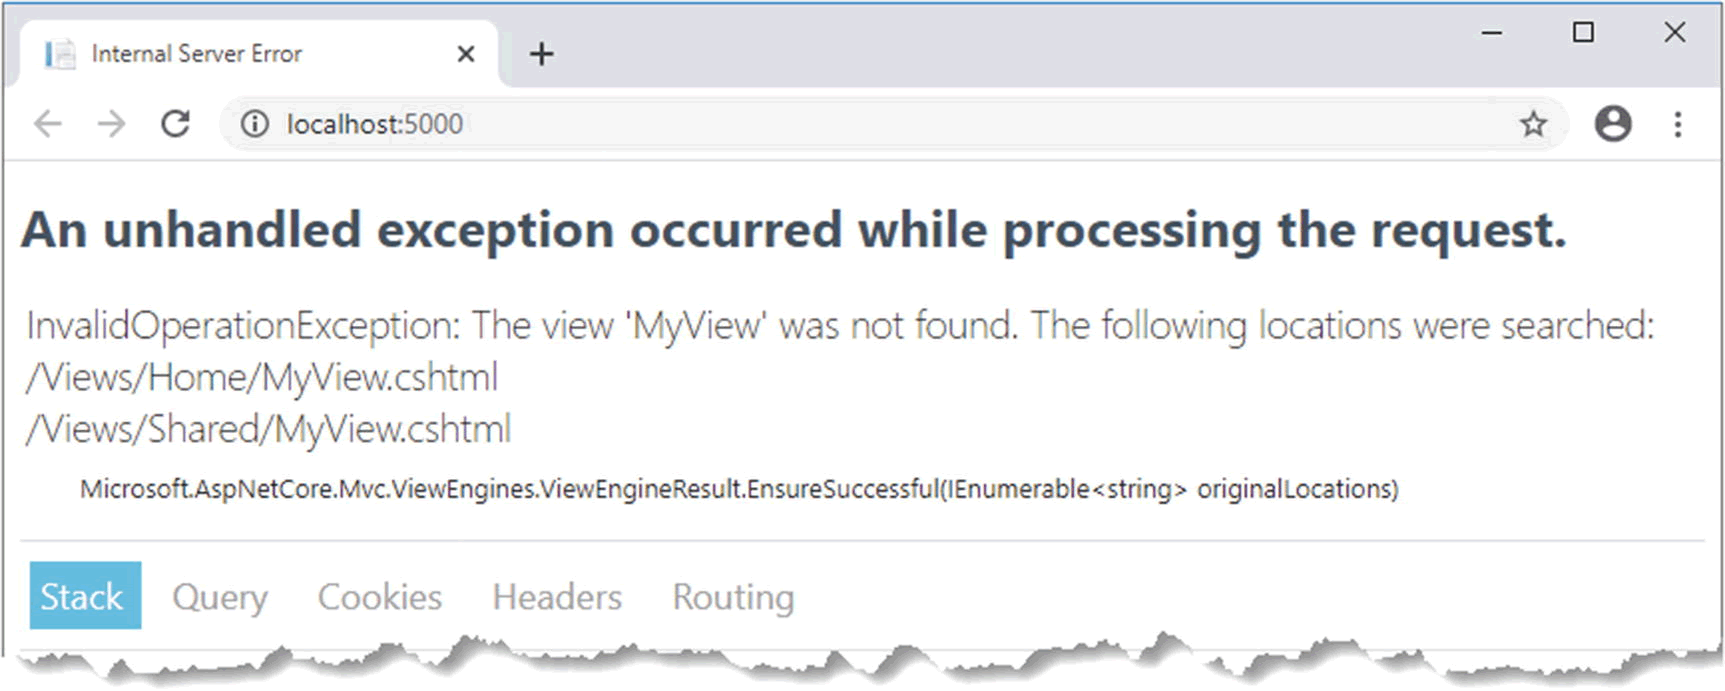 Internal Server Error
localhost:5000
An unhandled exception occurred while processing the request.
InvalidOperationException: The view 'MyView' was not found. The following locations were searched:
/Views/Home/MyView.cshtml
/Views/Shared/MyView.cshtml
Microsoft.AspNetCore.Mvc.ViewEngines.ViewEngineResult.EnsureSuccessful(IEnumerable<string> originalLocations)
Stack Query Cookies Headers Routing